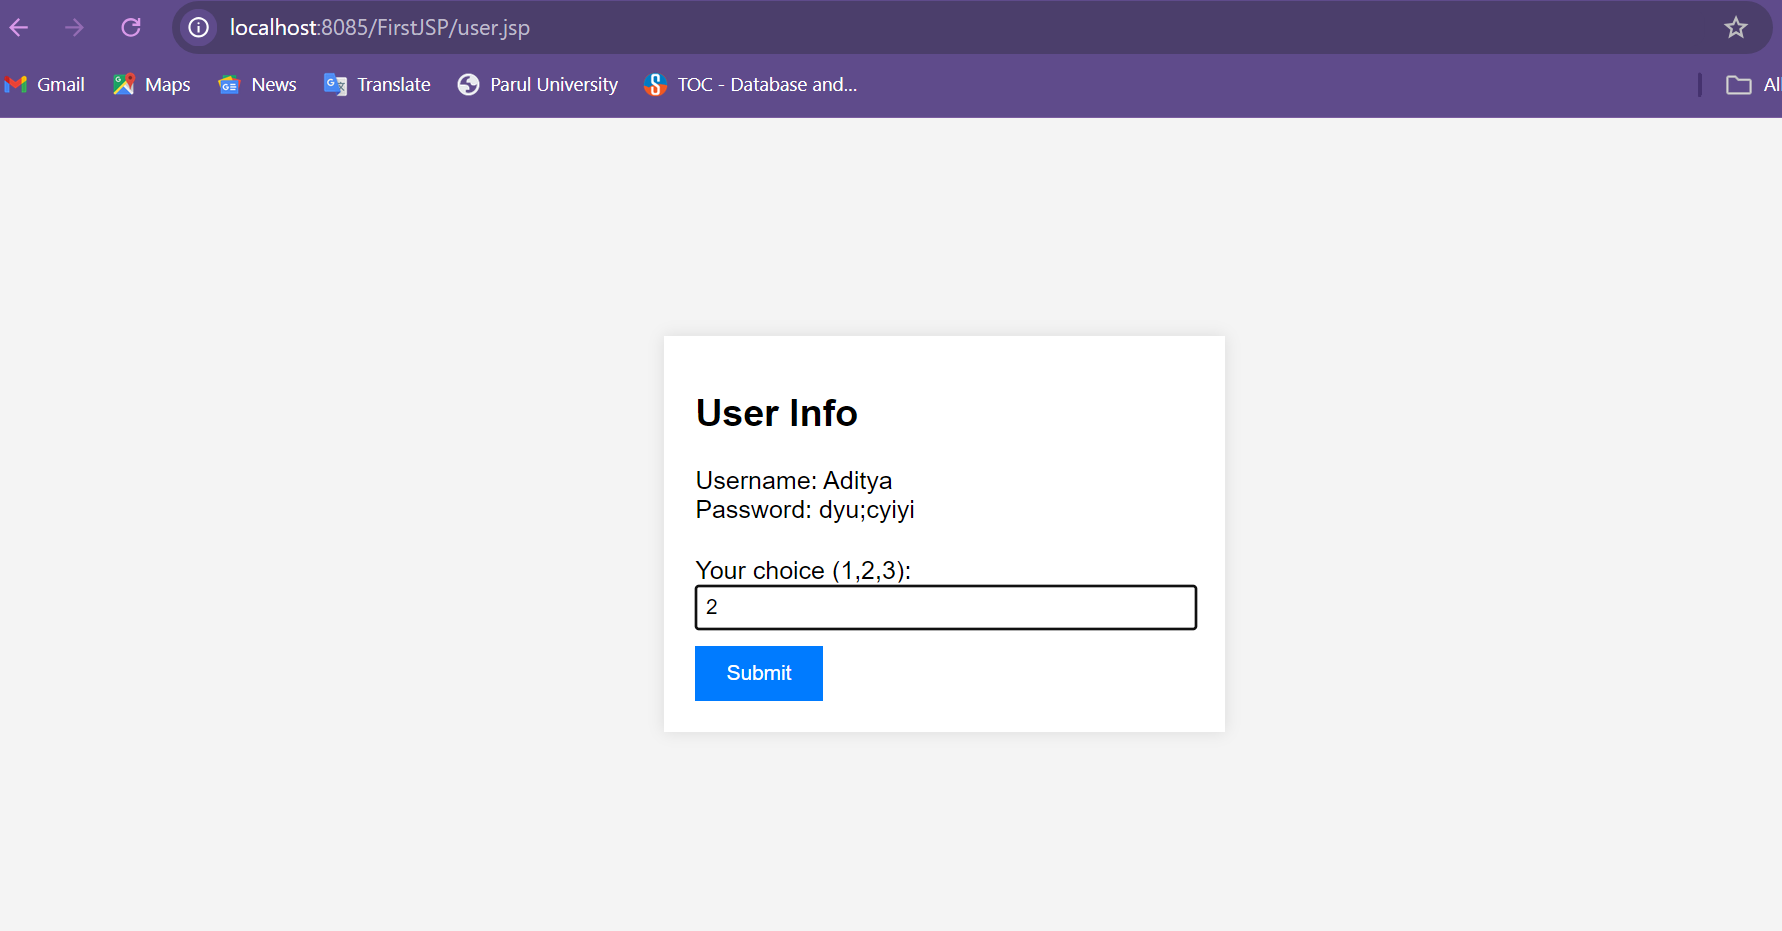 localhost:8085/FirstJSP/user.jsp
Gmail Maps News Translate Parul University TOC - Database and... All
User Info
Username: Aditya
Password: dyu;cyiyi
Your choice (1,2,3):
2
Submit